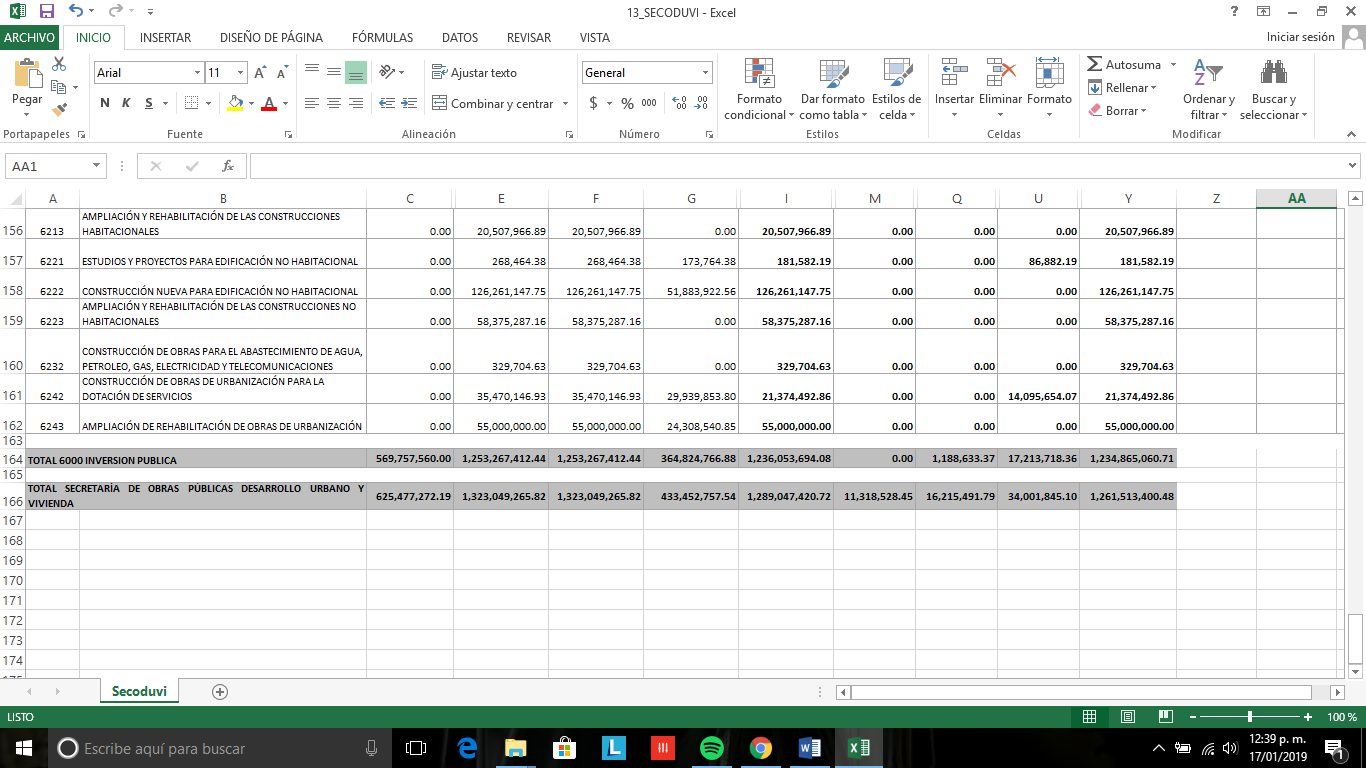 13_SECODUVI - Excel
?
ARCHIVO INICIO INSERTAR DISEÑO DE PÁGINA FÓRMULAS DATOS REVISAR VISTA Iniciar sesión
Pegar
Arial 11 A A
N K S A
Ajustar texto
Combinar y centrar
General
$ % 000
Formato condicional
Dar formato como tabla
Estilos de celda
Insertar Eliminar Formato
Autosuma
Rellenar
Borrar
Ordenar y filtrar
Buscar y seleccionar
Portapapeles Fuente Alineación Número Estilos Celdas Modificar
AA1 fx
A B C E F G I M Q U Y Z AA
AMPLIACIÓN Y REHABILITACIÓN DE LAS CONSTRUCCIONES
156 6213 HABITACIONALES 0.00 20,507,966.89 20,507,966.89 0.00 20,507,966.89 0.00 0.00 0.00 20,507,966.89
157 6221 ESTUDIOS Y PROYECTOS PARA EDIFICACIÓN NO HABITACIONAL 0.00 268,464.38 268,464.38 173,764.38 181,582.19 0.00 0.00 86,882.19 181,582.19
158 6222 CONSTRUCCIÓN NUEVA PARA EDIFICACIÓN NO HABITACIONAL 0.00 126,261,147.75 126,261,147.75 51,883,922.56 126,261,147.75 0.00 0.00 0.00 126,261,147.75
AMPLIACIÓN Y REHABILITACIÓN DE LAS CONSTRUCCIONES NO
159 6223 HABITACIONALES 0.00 58,375,287.16 58,375,287.16 0.00 58,375,287.16 0.00 0.00 0.00 58,375,287.16
CONSTRUCCIÓN DE OBRAS PARA EL ABASTECIMIENTO DE AGUA,
160 6232 PETROLEO, GAS, ELECTRICIDAD Y TELECOMUNICACIONES 0.00 329,704.63 329,704.63 0.00 329,704.63 0.00 0.00 0.00 329,704.63
CONSTRUCCIÓN DE OBRAS DE URBANIZACIÓN PARA LA
161 6242 DOTACIÓN DE SERVICIOS 0.00 35,470,146.93 35,470,146.93 29,939,853.80 21,374,492.86 0.00 0.00 14,095,654.07 21,374,492.86
162 6243 AMPLIACIÓN DE REHABILITACIÓN DE OBRAS DE URBANIZACIÓN 0.00 55,000,000.00 55,000,000.00 24,308,540.85 55,000,000.00 0.00 0.00 0.00 55,000,000.00
163
164 TOTAL 6000 INVERSION PUBLICA 569,757,560.00 1,253,267,412.44 1,253,267,412.44 364,824,766.88 1,236,053,694.08 0.00 1,188,633.37 17,213,718.36 1,234,865,060.71
165
TOTAL SECRETARÍA DE OBRAS PÚBLICAS DESARROLLO URBANO Y
166 VIVIENDA 625,477,272.19 1,323,049,265.82 1,323,049,265.82 433,452,757.54 1,289,047,420.72 11,318,528.45 16,215,491.79 34,001,845.10 1,261,513,400.48
167
168
169
170
171
172
173
174
Secoduvi
LISTO 100 %
Escribe aquí para buscar
12:39 p. m.
17/01/2019
1